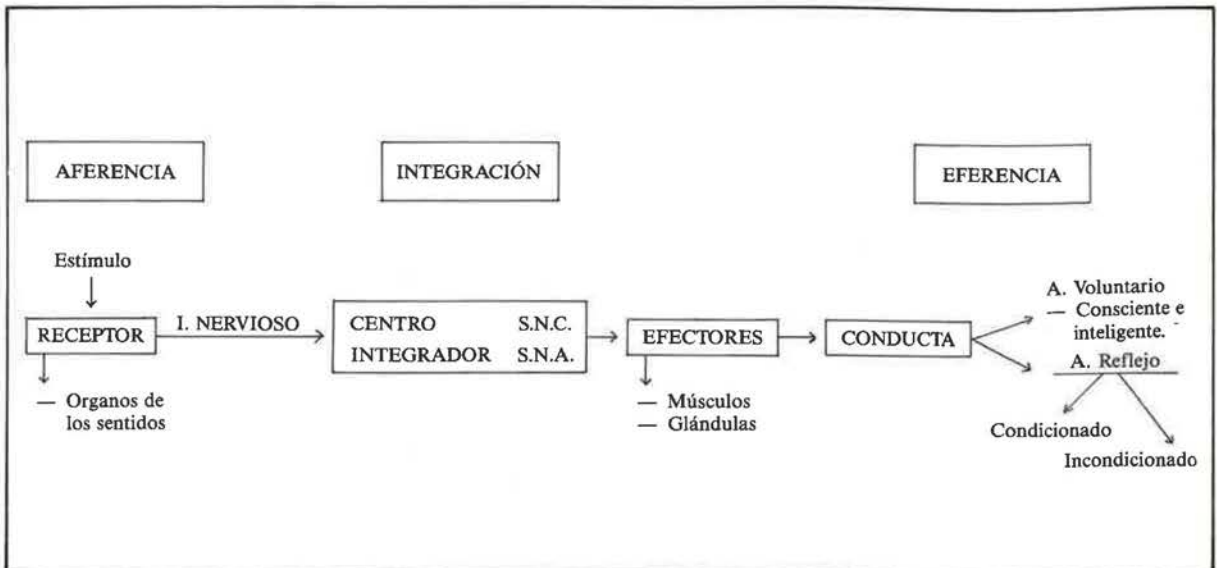 AFERENCIA
INTEGRACIÓN
EFERENCIA
Estímulo
RECEPTOR
I. NERVIOSO
CENTRO S.N.C.
INTEGRADOR S.N.A.
EFECTORES
CONDUCTA
A. Voluntario
— Consciente e
inteligente.
A. Reflejo
— Organos de
los sentidos
— Músculos
— Glándulas
Condicionado
Incondicionado